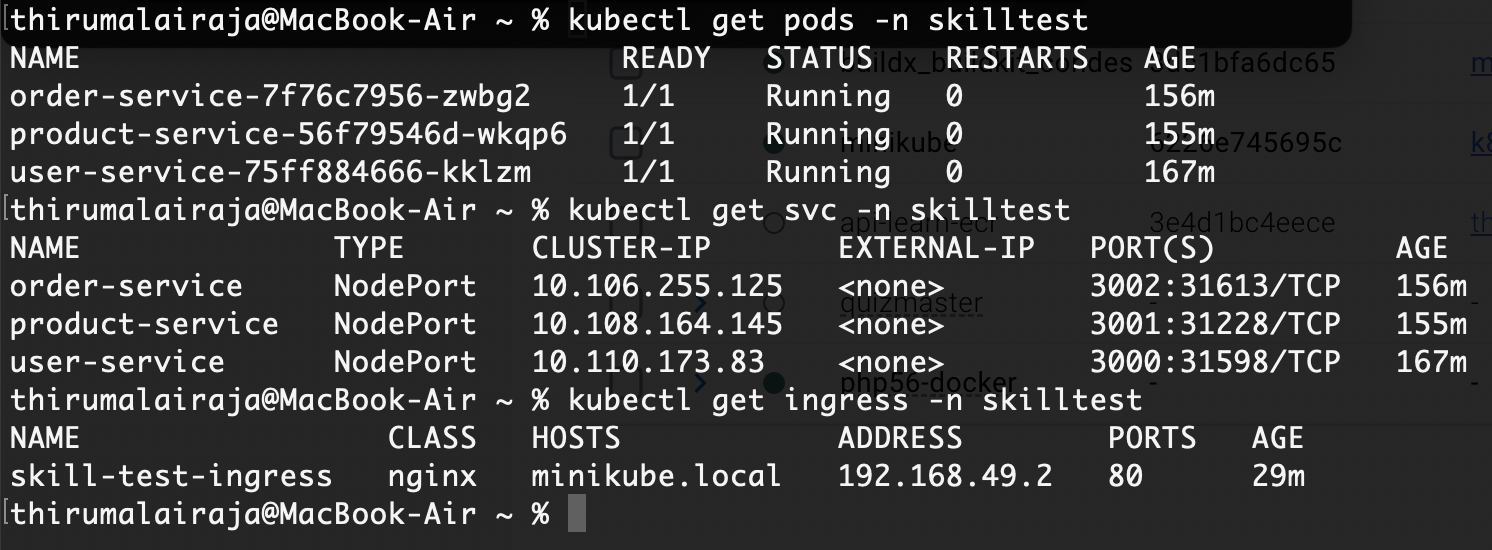 thirumalairaja@MacBook-Air ~ % kubectl get pods -n skilltest
NAME READY STATUS RESTARTS AGE
order-service-7f76c7956-zwbg2 1/1 Running 0 156m
product-service-56f79546d-wkqp6 1/1 Running 0 155m
user-service-75ff884666-kklzm 1/1 Running 0 167m
thirumalairaja@MacBook-Air ~ % kubectl get svc -n skilltest
NAME TYPE CLUSTER-IP EXTERNAL-IP PORT(S) AGE
order-service NodePort 10.106.255.125 <none> 3002:31613/TCP 156m
product-service NodePort 10.108.164.145 <none> 3001:31228/TCP 155m
user-service NodePort 10.110.173.83 <none> 3000:31598/TCP 167m
thirumalairaja@MacBook-Air ~ % kubectl get ingress -n skilltest
NAME CLASS HOSTS ADDRESS PORTS AGE
skill-test-ingress nginx minikube.local 192.168.49.2 80 29m
thirumalairaja@MacBook-Air ~ %
minikube
3e4d1bc4eece
quizmaster
php56-docker